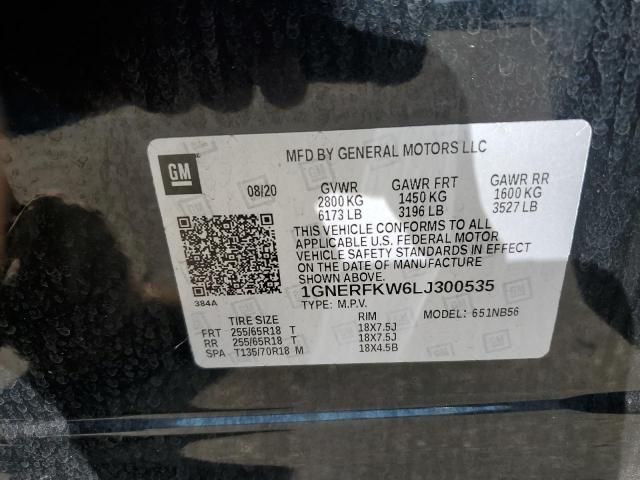 MFD BY GENERAL MOTORS LLC
GM
08/20 GVWR GAWR FRT GAWR RR
2800 KG 1450 KG 1600 KG
6173 LB 3196 LB 3527 LB
THIS VEHICLE CONFORMS TO ALL
APPLICABLE U.S. FEDERAL MOTOR
VEHICLE SAFETY STANDARDS IN EFFECT
ON THE DATE OF MANUFACTURE
SHOWN ABOVE.
384A
1GNERFKW6LJ300535
TYPE: M.P.V. MODEL: 651NB56
TIRE SIZE RIM
FRT 255/65R18 T 18X7.5J
RR 255/65R18 T 18X7.5J
SPA T135/70R18 M 18X4.5B